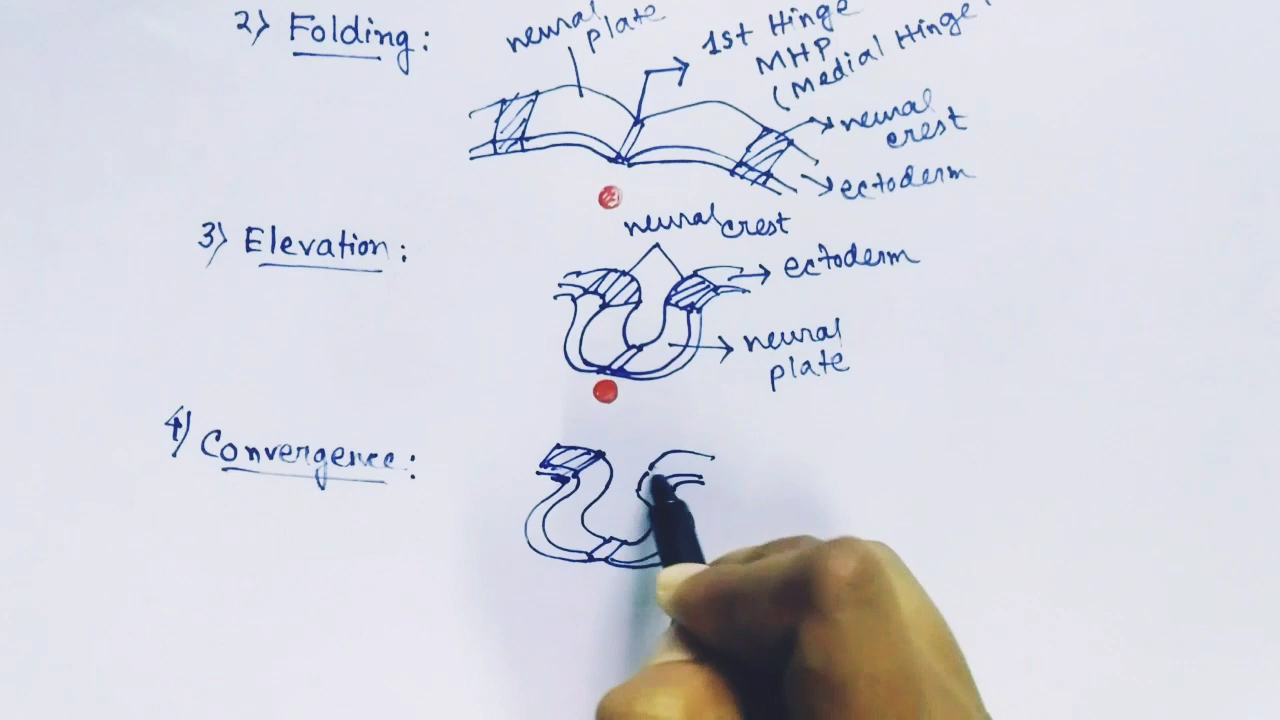 2) Folding:
neural
plate
1st Hinge
MHP
(Medial Hinge
neural
crest
ectoderm
3) Elevation:
neural crest
ectoderm
neural
plate
4) Convergence: